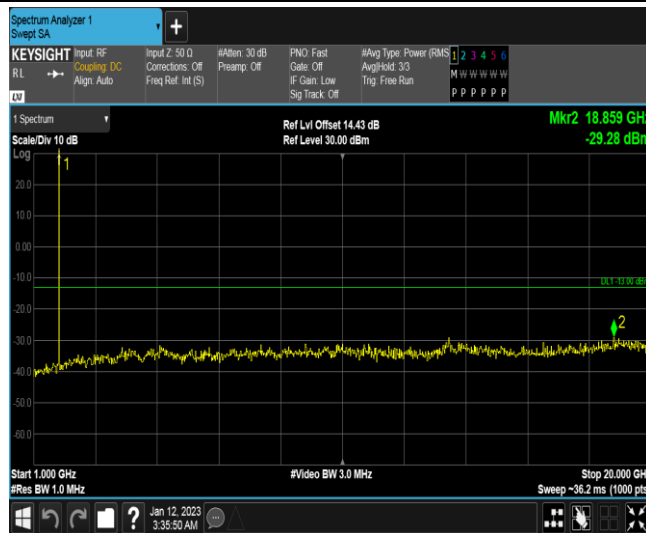 Spectrum Analyzer 1
Swept SA
+
KEYSIGHT Input: RF Input Z: 50 Ω #Atten: 30 dB PNO: Fast #Avg Type: Power (RMS 1 2 3 4 5 6
RL Coupling: DC Corrections: Off Preamp: Off Gate: Off Avg|Hold: 3/3 M W W W W W
Align: Auto Freq Ref: Int (S) IF Gain: Low Trig: Free Run
LXI Sig Track: Off P P P P P P
1 Spectrum Ref Lvl Offset 14.43 dB Mkr2 18.859 GHz
Scale/Div 10 dB Ref Level 30.00 dBm -29.28 dBm
Log
1
20.0
10.0
0.00
-10.0
DL1 -13.00 dBm
-20.0
2
-30.0
-40.0
-50.0
-60.0
Start 1.000 GHz #Video BW 3.0 MHz Stop 20.000 GHz
#Res BW 1.0 MHz Sweep ~36.2 ms (1000 pts)
? Jan 12, 2023
3:35:50 AM